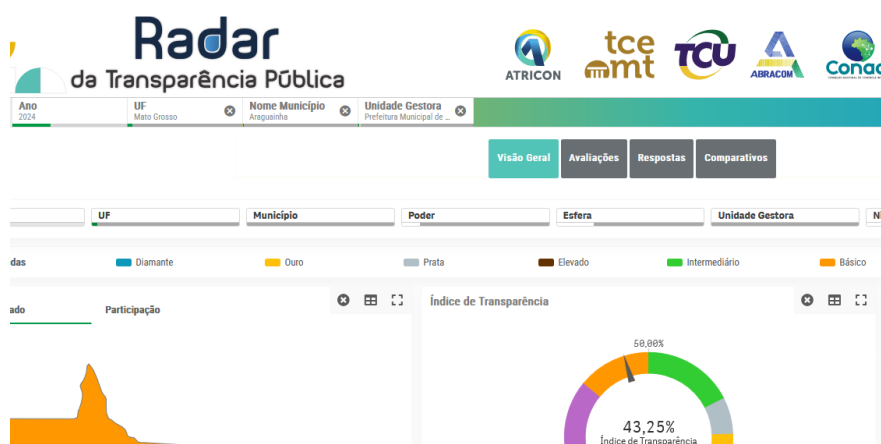 Radar
da Transparência Pública
ATRICON
tce
mt
TCU
ABRACOM
Ano
2024
UF
Mato Grosso
Nome Município
Araguainha
Unidade Gestora
Prefeitura Municipal de ...
Visão Geral
Avaliações
Respostas
Comparativos
UF
Município
Poder
Esfera
Unidade Gestora
Diamante
Ouro
Prata
Elevado
Intermediário
Básico
Participação
Índice de Transparência
50,00%
43,25%
Índice de Transparência